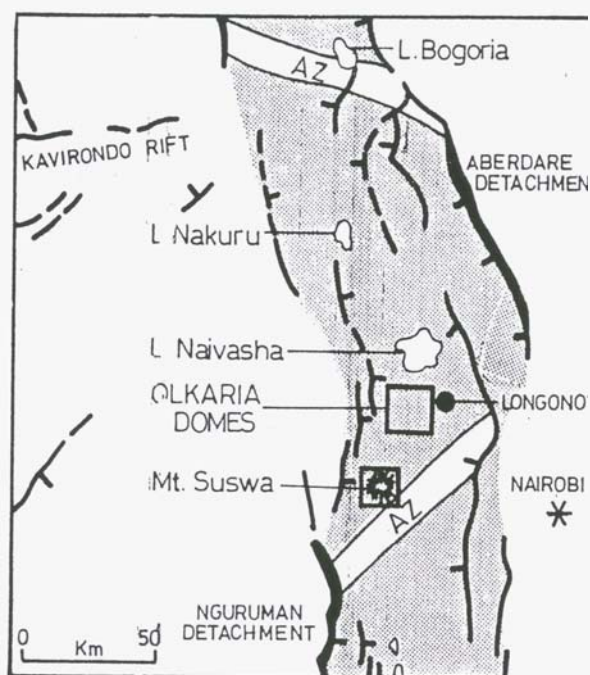 L. Bogoria
AZ
KAVIRONDO RIFT
ABERDARE
DETACHMEN
L Nakuru
L Naivasha
OLKARIA
DOMES
LONGONO
Mt. Suswa
NAIROBI
AZ
NGURUMAN
DETACHMENT
0 50
Km